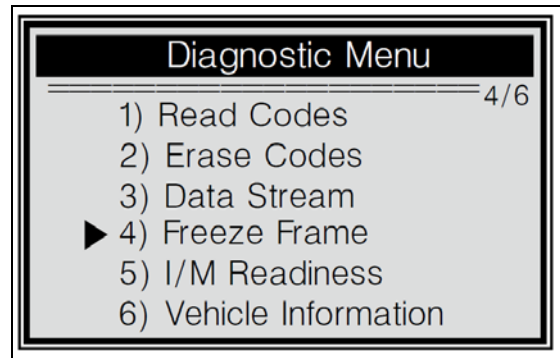 Diagnostic Menu
4/6
1) Read Codes
2) Erase Codes
3) Data Stream
4) Freeze Frame
5) I/M Readiness
6) Vehicle Information